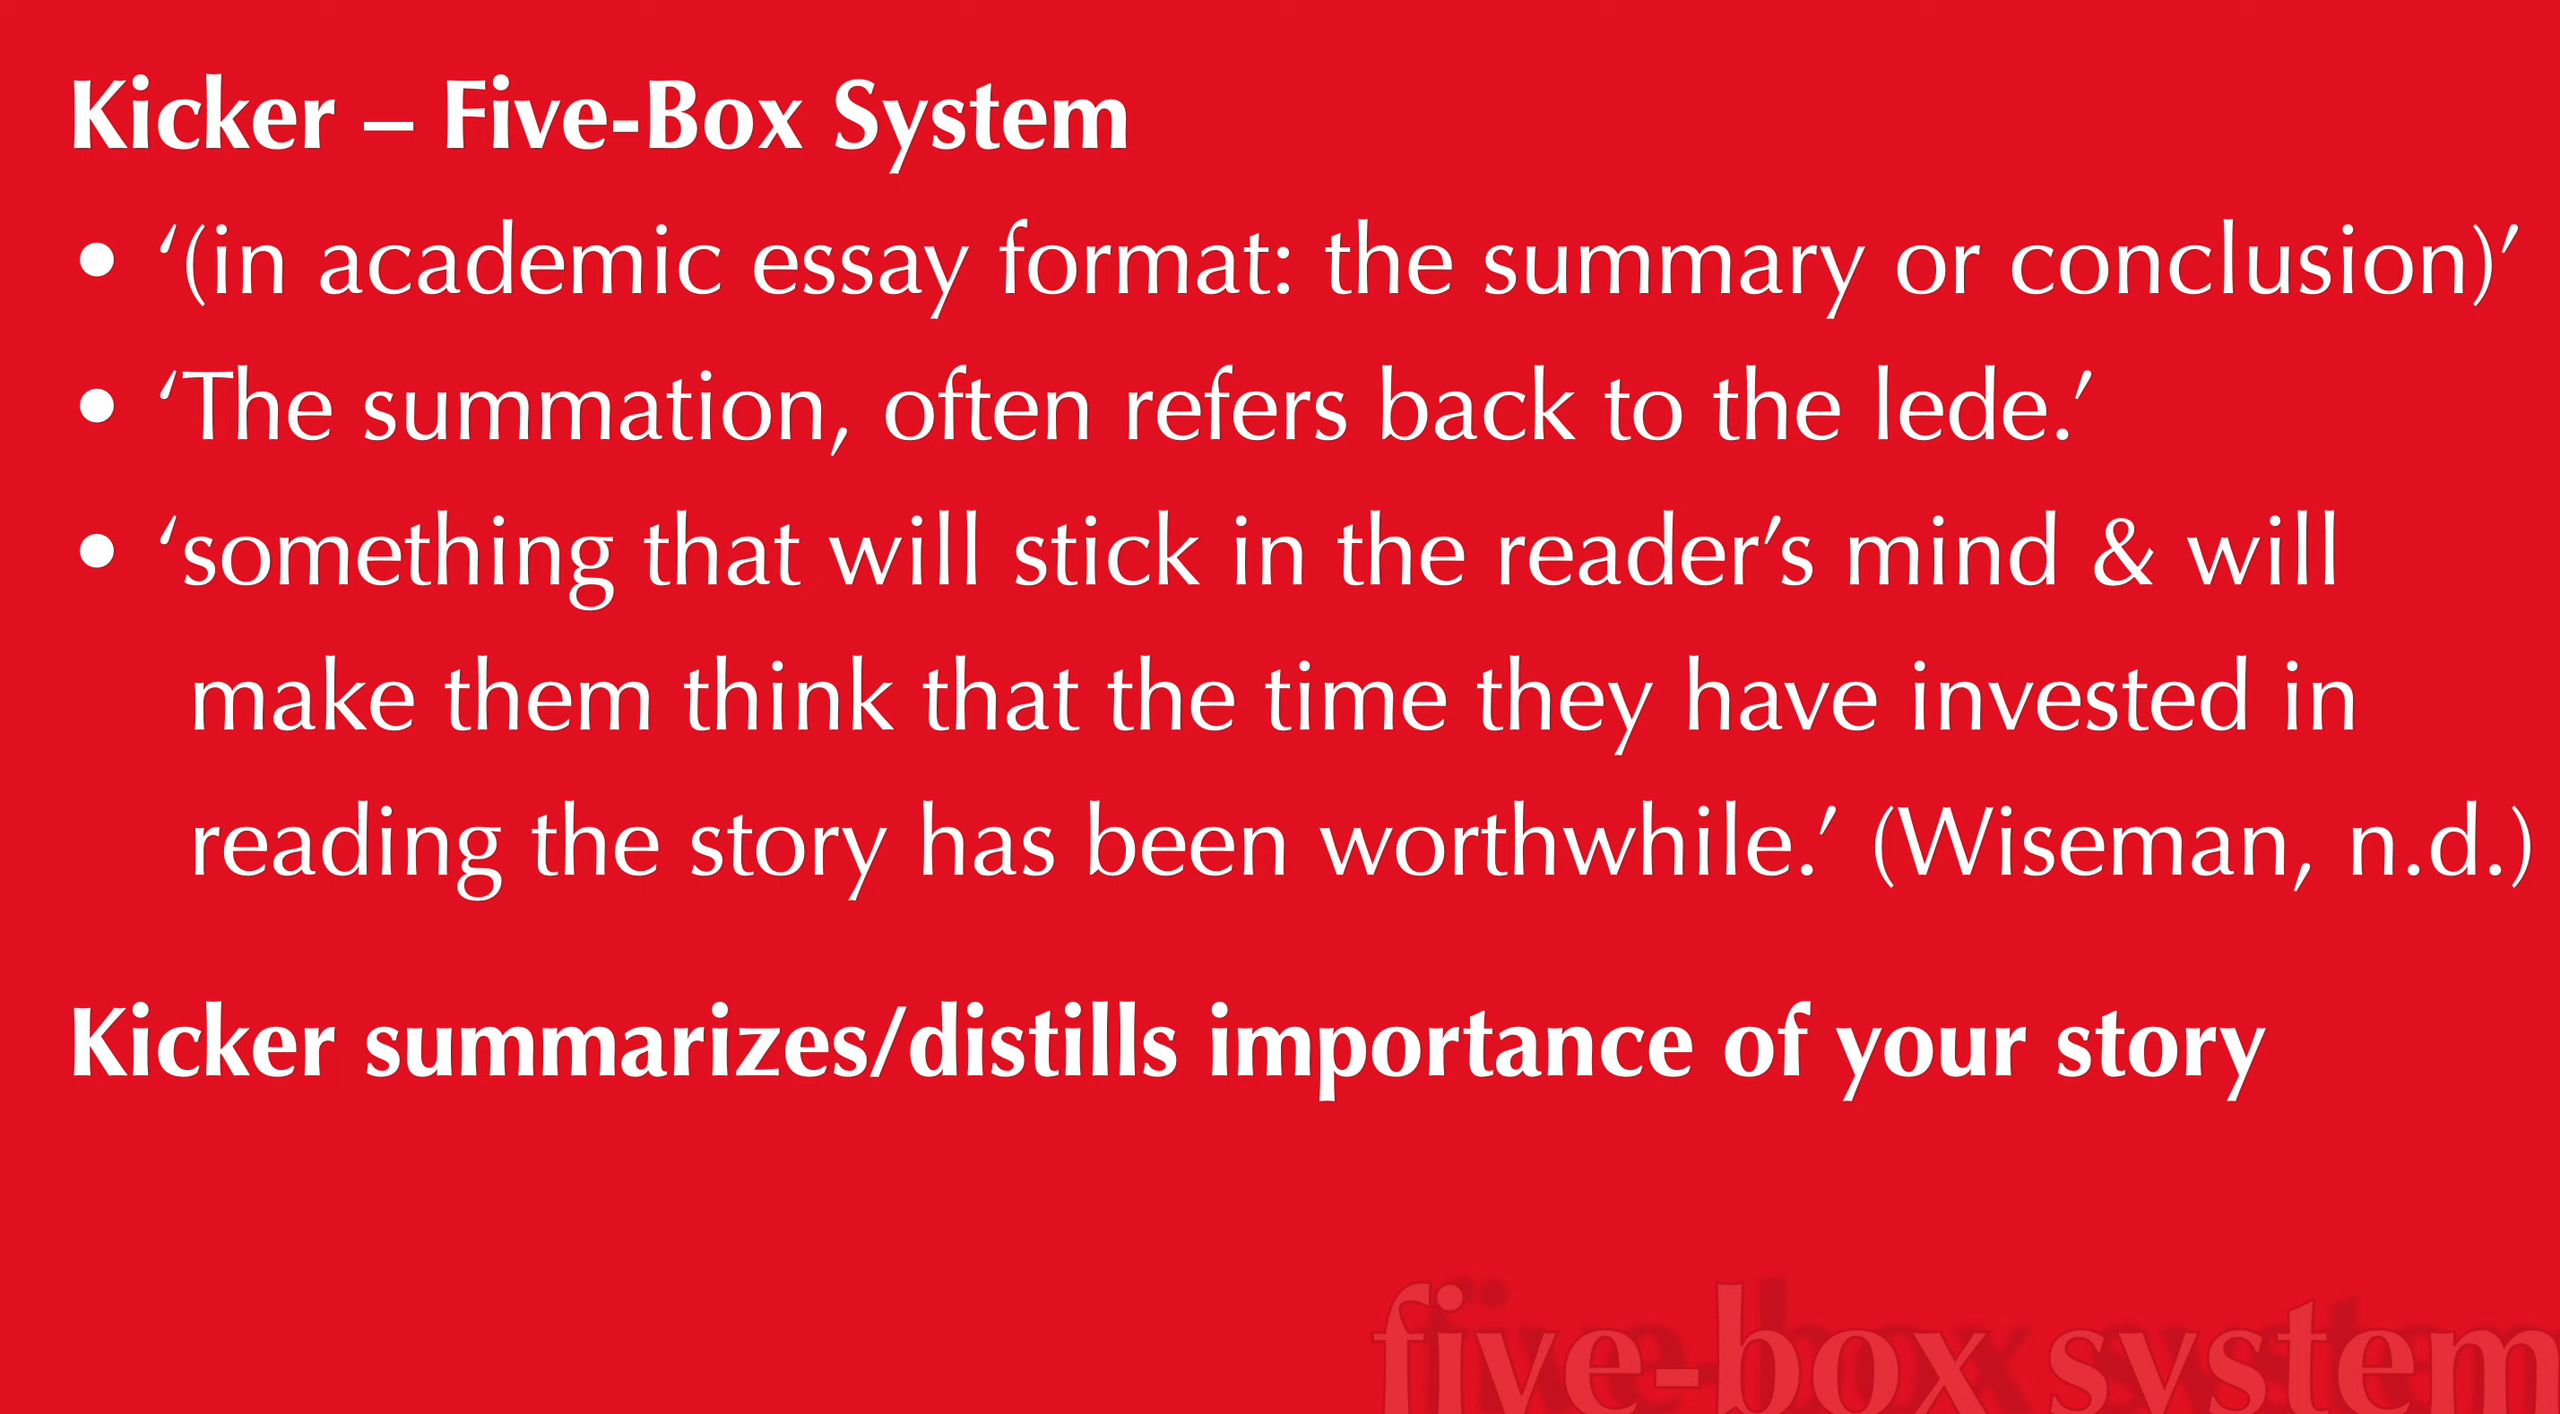 Kicker – Five-Box System
• ‘(in academic essay format: the summary or conclusion)’
• ‘The summation, often refers back to the lede.’
• ‘something that will stick in the reader’s mind & will
make them think that the time they have invested in
reading the story has been worthwhile.’ (Wiseman, n.d.)
Kicker summarizes/distills importance of your story
five-box system